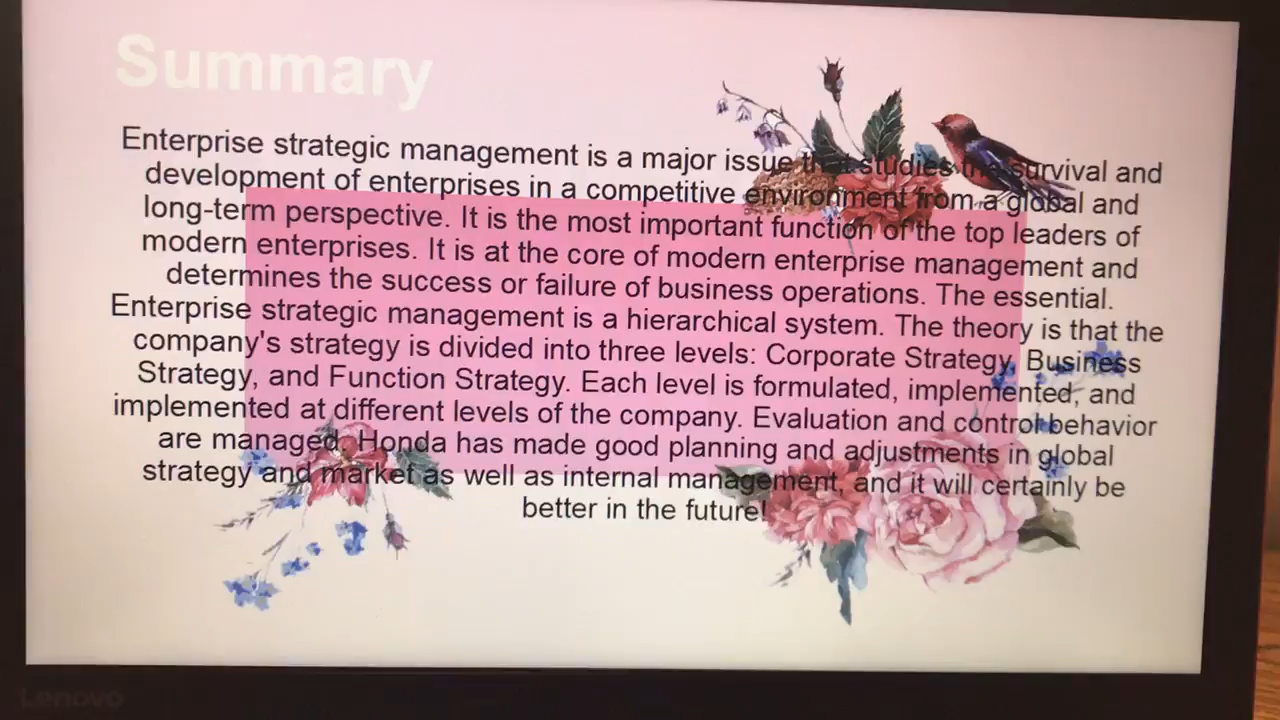 Summary
Enterprise strategic management is a major issue that studies the survival and
development of enterprises in a competitive environment from a global and
long-term perspective. It is the most important function of the top leaders of
modern enterprises. It is at the core of modern enterprise management and
determines the success or failure of business operations. The essential.
Enterprise strategic management is a hierarchical system. The theory is that the
company's strategy is divided into three levels: Corporate Strategy, Business
Strategy, and Function Strategy. Each level is formulated, implemented, and
implemented at different levels of the company. Evaluation and control behavior
are managed. Honda has made good planning and adjustments in global
strategy and market as well as internal management, and it will certainly be
better in the future!
Lenovo